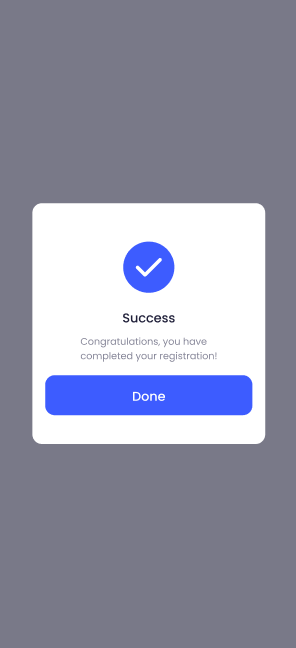 Success
Congratulations, you have
completed your registration!
Done